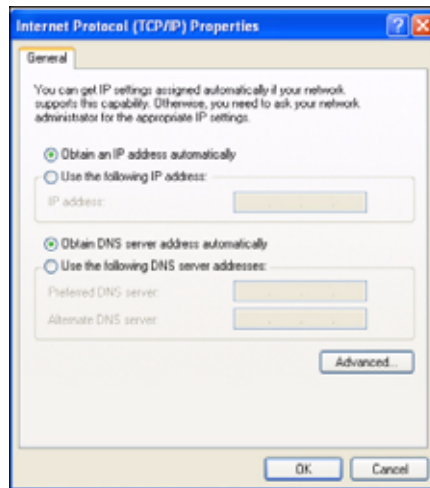 Internet Protocol (TCP/IP) Properties
General
You can get IP settings assigned automatically if your network
supports this capability. Otherwise, you need to ask your network
administrator for the appropriate IP settings.
Obtain an IP address automatically
Use the following IP address:
IP address:
Obtain DNS server address automatically
Use the following DNS server addresses:
Preferred DNS server:
Alternate DNS server:
Advanced...
OK
Cancel